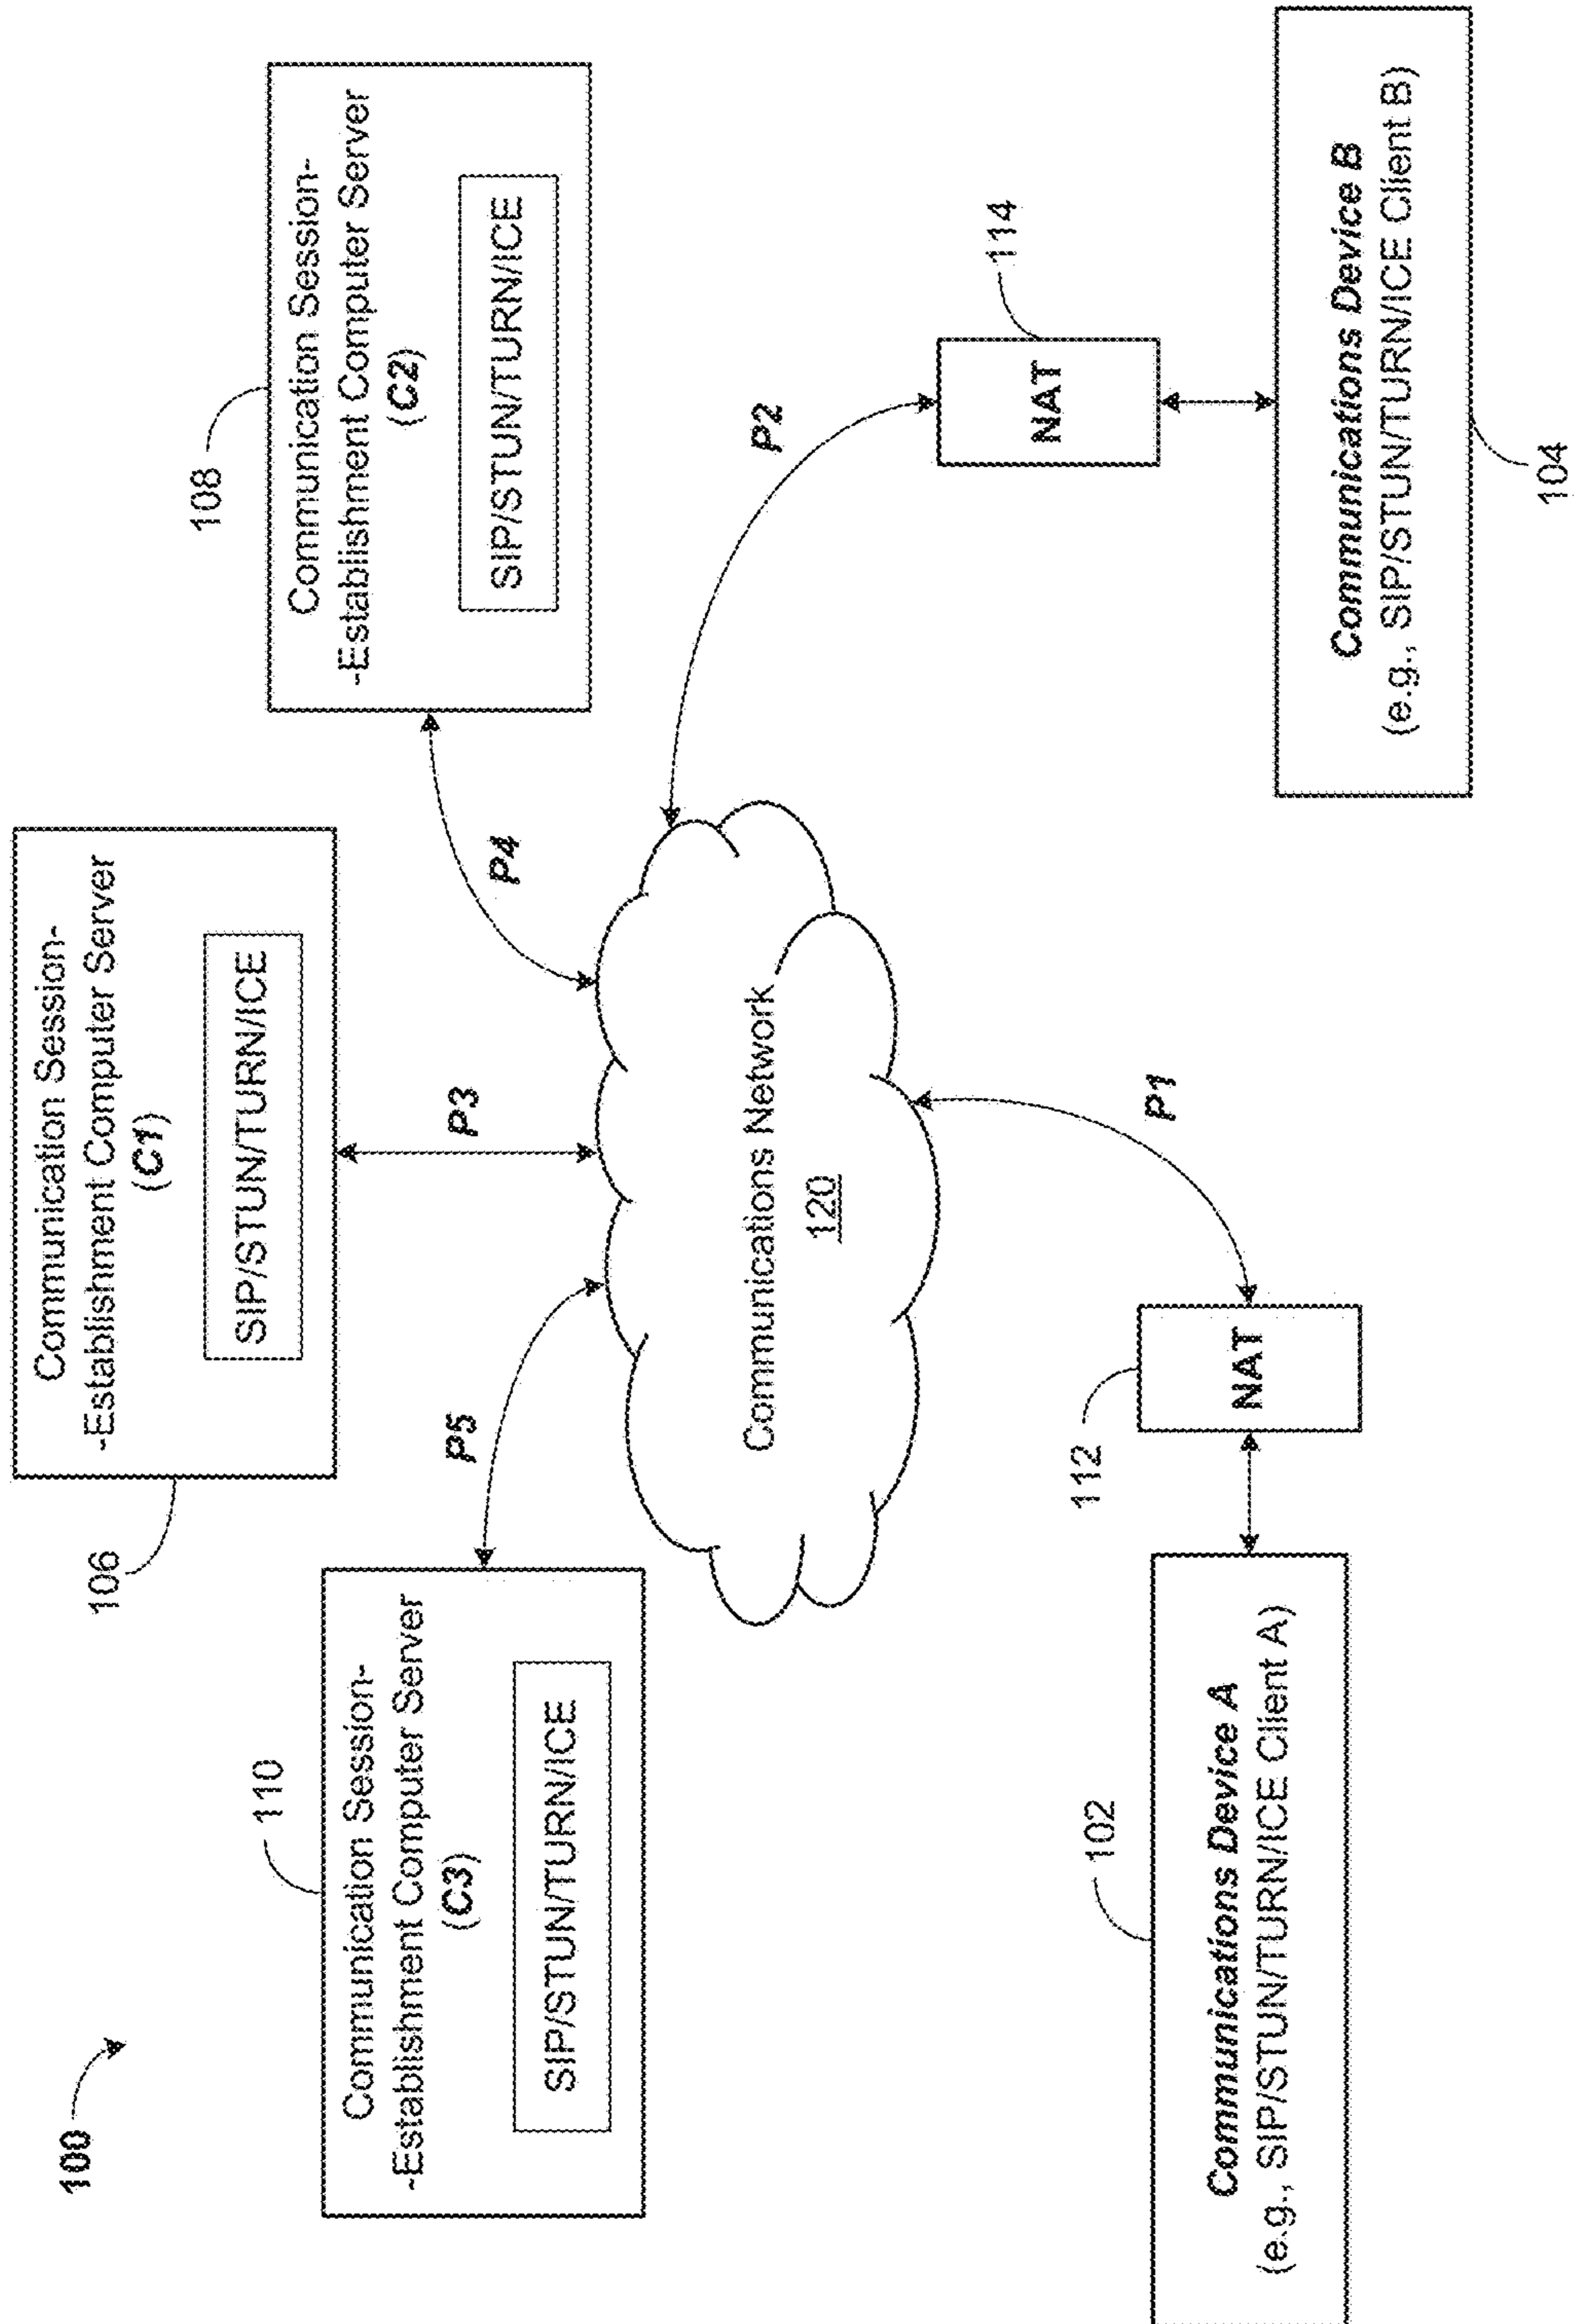 100
106
Communication Session-
-Establishment Computer Server
(C1)
SIP/STUN/TURN/ICE
110
Communication Session-
-Establishment Computer Server
(C3)
SIP/STUN/TURN/ICE
108
Communication Session-
-Establishment Computer Server
(C2)
SIP/STUN/TURN/ICE
P5
P3
P4
P2
Communications Network
120
P1
114
NAT
112
NAT
102
Communications Device A
(e.g., SIP/STUN/TURN/ICE Client A)
Communications Device B
(e.g., SIP/STUN/TURN/ICE Client B)
104